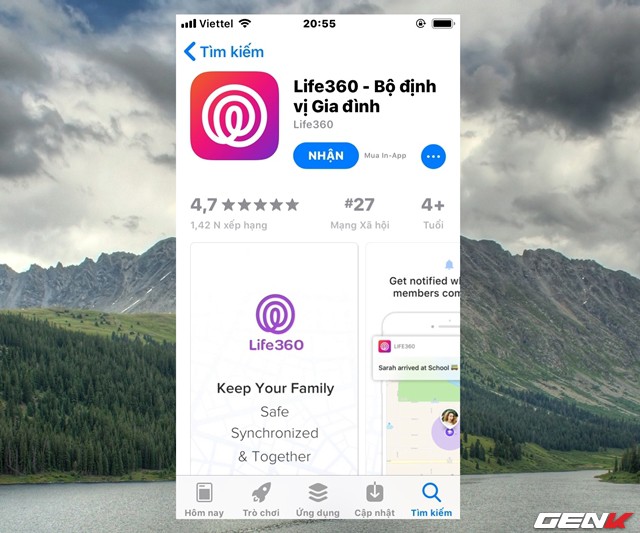 Viettel
20:55
Tìm kiếm
Life360 - Bộ định
vị Gia đình
Life360
NHẬN
Mua In-App
4,7
#27
4+
1,42 N xếp hạng
Mạng Xã hội
Tuổi
Life360
Keep Your Family
Safe
Synchronized
& Together
Get notified wh
members com
LIFE360
Sarah arrived at School
Hôm nay
Trò chơi
Ứng dụng
Cập nhật
Tìm kiếm
GENK